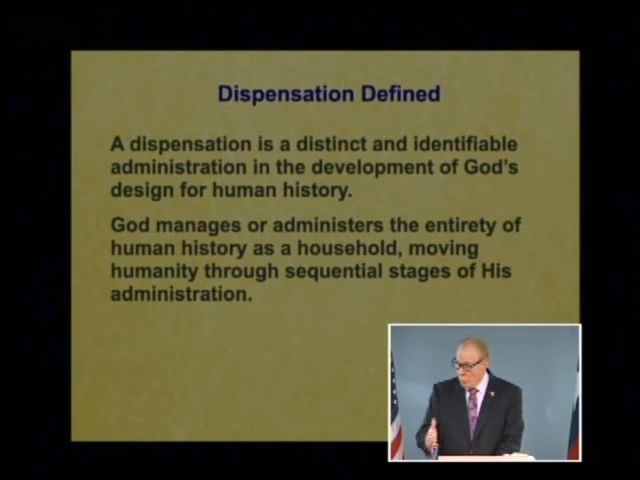 Dispensation Defined
A dispensation is a distinct and identifiable
administration in the development of God's
design for human history.
God manages or administers the entirety of
human history as a household, moving
humanity through sequential stages of His
administration.